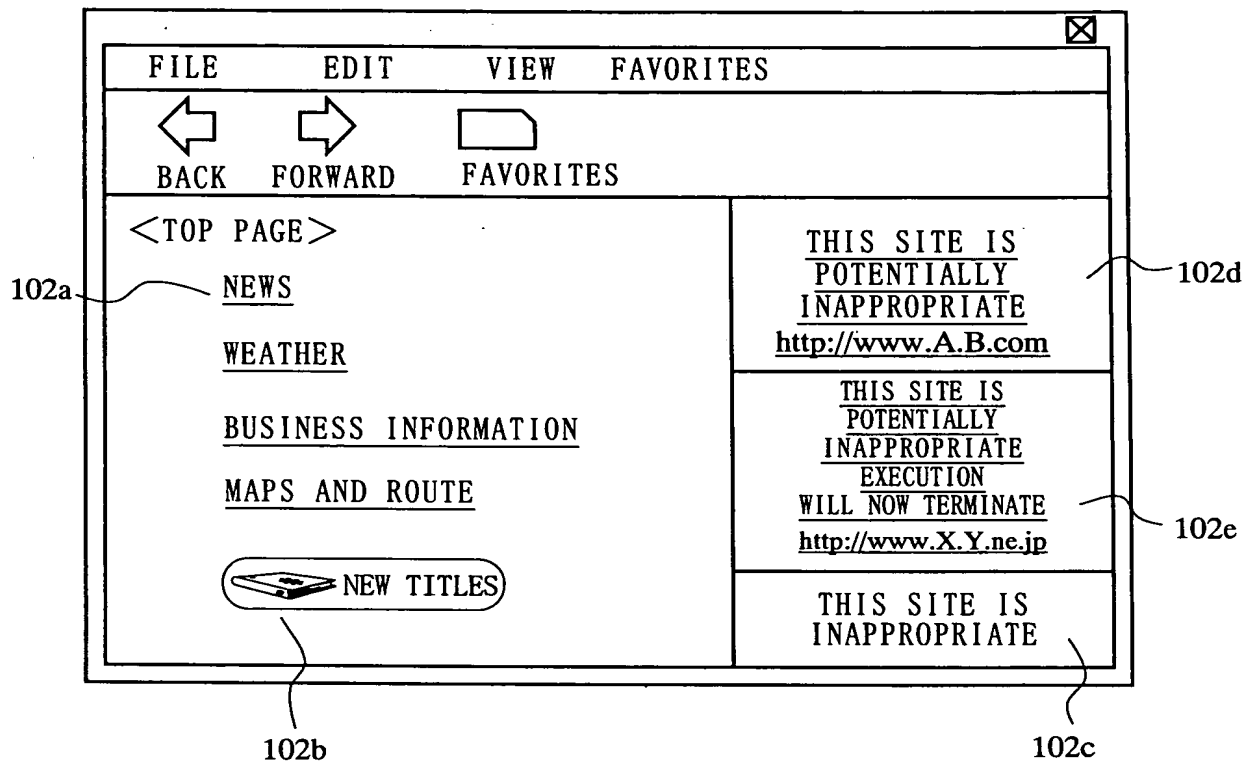 FILE EDIT VIEW FAVORITES
BACK FORWARD FAVORITES
<TOP PAGE>
102a
NEWS
WEATHER
BUSINESS INFORMATION
MAPS AND ROUTE
NEW TITLES
102b
THIS SITE IS
POTENTIALLY
INAPPROPRIATE
http://www.A.B.com
102d
THIS SITE IS
POTENTIALLY
INAPPROPRIATE
EXECUTION
WILL NOW TERMINATE
http://www.X.Y.ne.jp
102e
THIS SITE IS
INAPPROPRIATE
102c